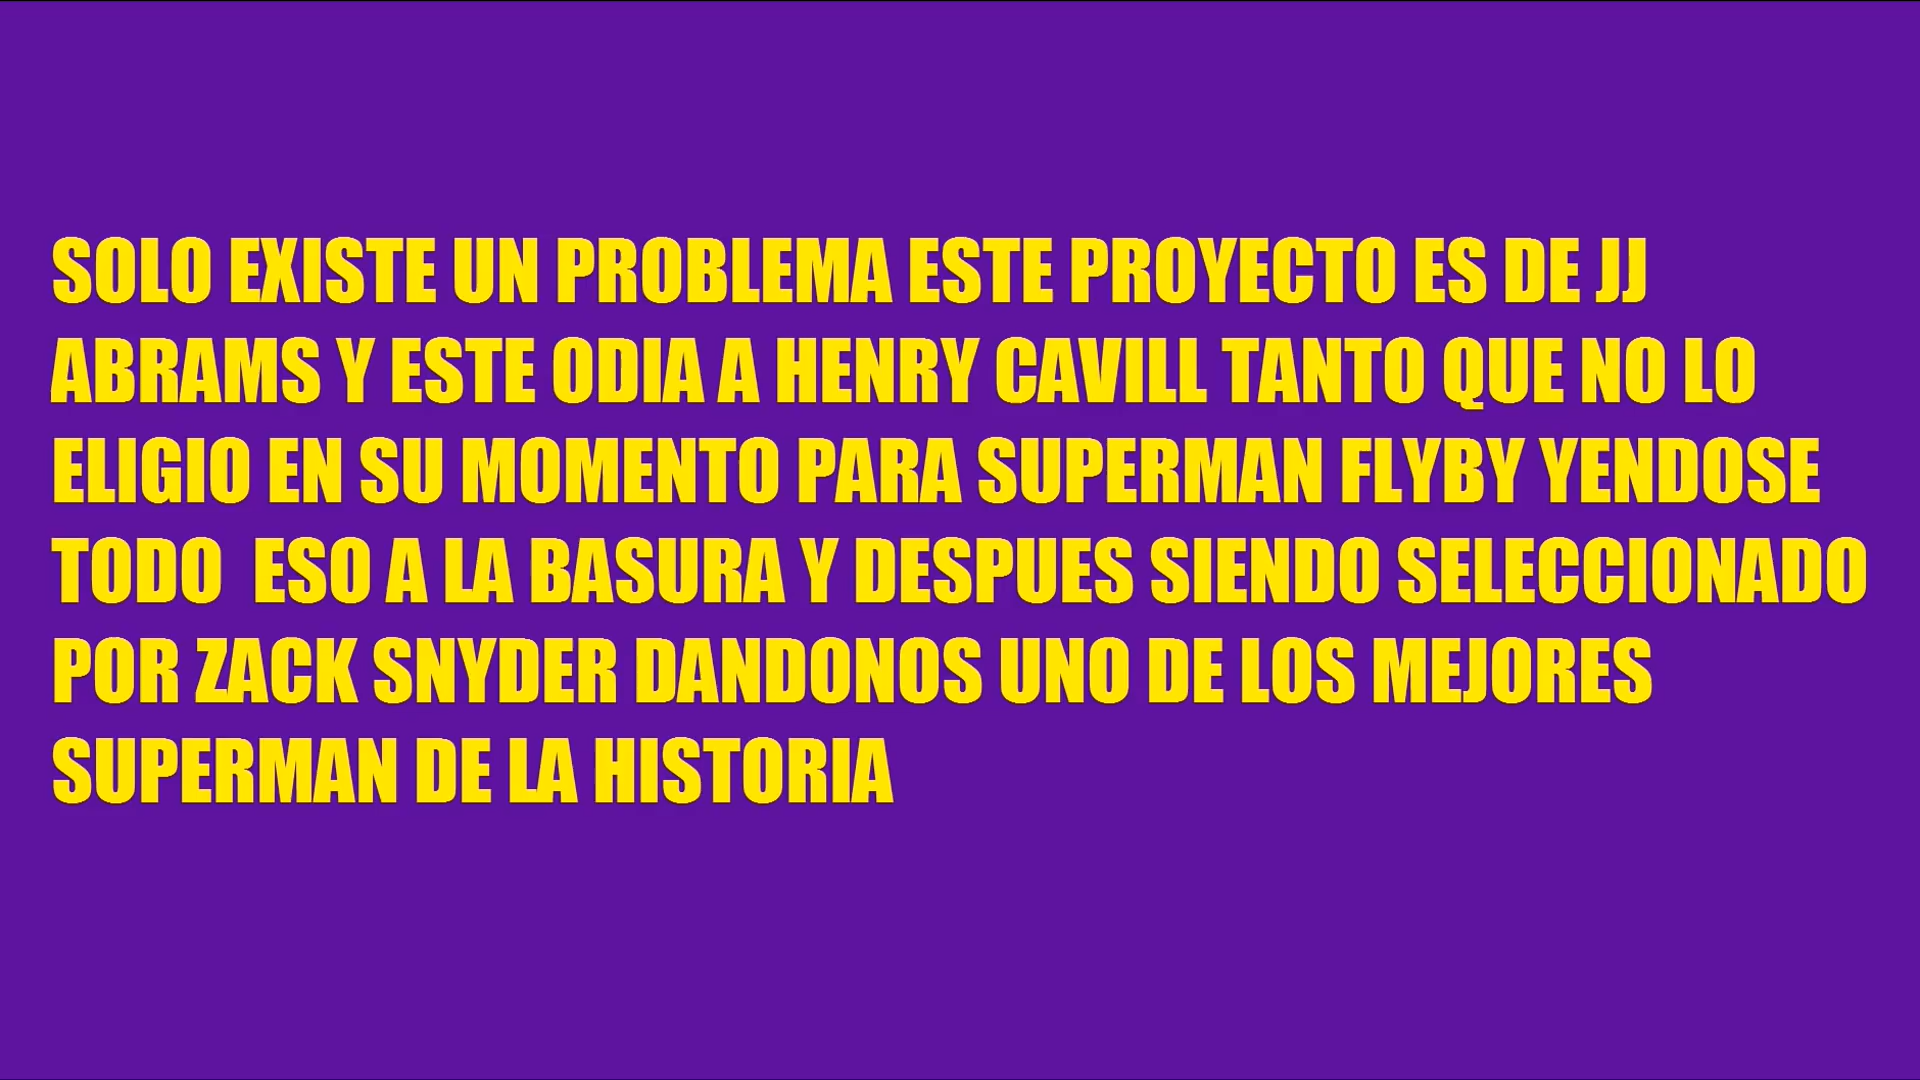 SOLO EXISTE UN PROBLEMA ESTE PROYECTO ES DE JJ
ABRAMS Y ESTE ODIA A HENRY CAVILL TANTO QUE NO LO
ELIGIO EN SU MOMENTO PARA SUPERMAN FLYBY YENDOSE
TODO  ESO A LA BASURA Y DESPUES SIENDO SELECCIONADO
POR ZACK SNYDER DANDONOS UNO DE LOS MEJORES
SUPERMAN DE LA HISTORIA